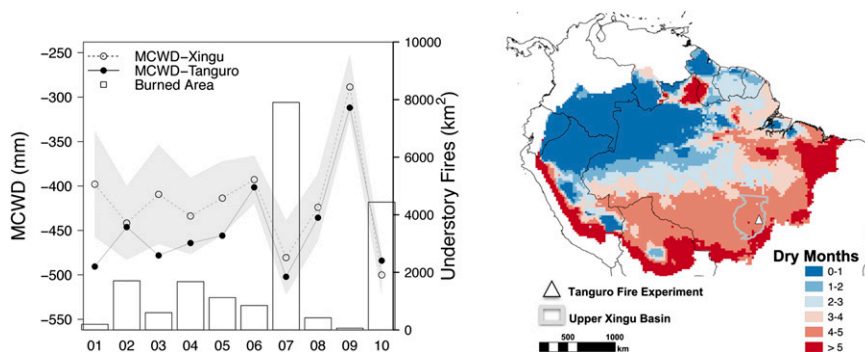 MCWD (mm)
-250
-300
-350
-400
-450
-500
-550
MCWD-Xingu
MCWD-Tanguro
Burned Area
01 02 03 04 05 06 07 08 09 10
10000
8000
6000
4000
2000
0
Understory Fires (km²)
Dry Months
0-1
1-2
2-3
3-4
4-5
>5
Tanguro Fire Experiment
Upper Xingu Basin
500 1000
km